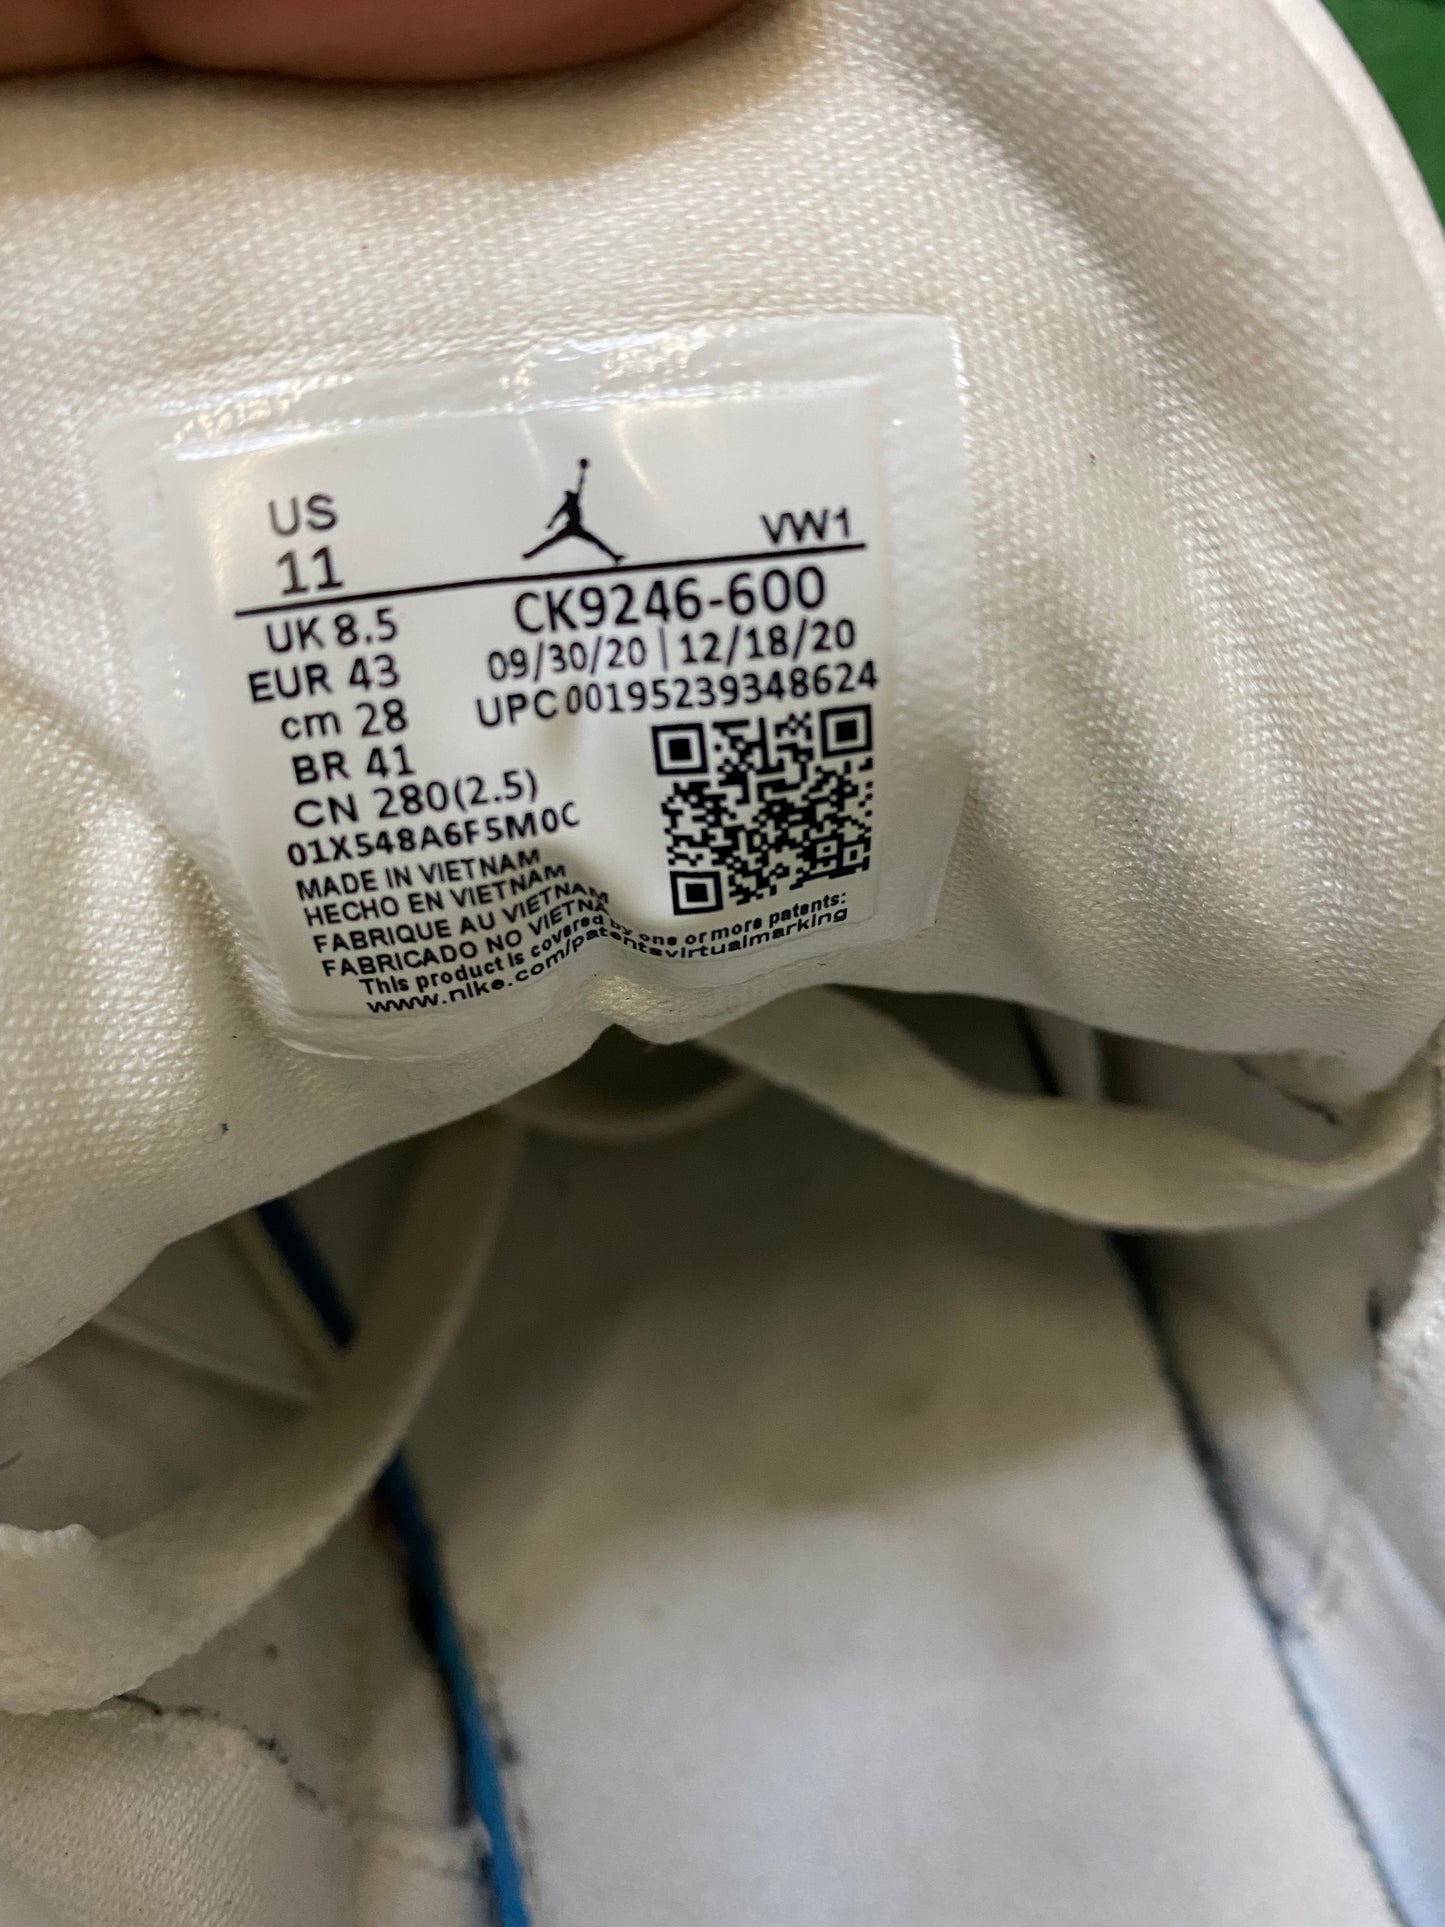 US
11
VW1
UK 8.5
EUR 43
cm 28
BR 41
CN 280(2.5)
CK9246-600
09/30/20 | 12/18/20
UPC 00195239348624
01X548A6F5M0C
MADE IN VIETNAM
HECHO EN VIETNAM
FABRIQUE AU VIETNAM
FABRICADO NO VIETNA
This product is covered by one or more patents:
www.nike.com/patentsvirtualmarking